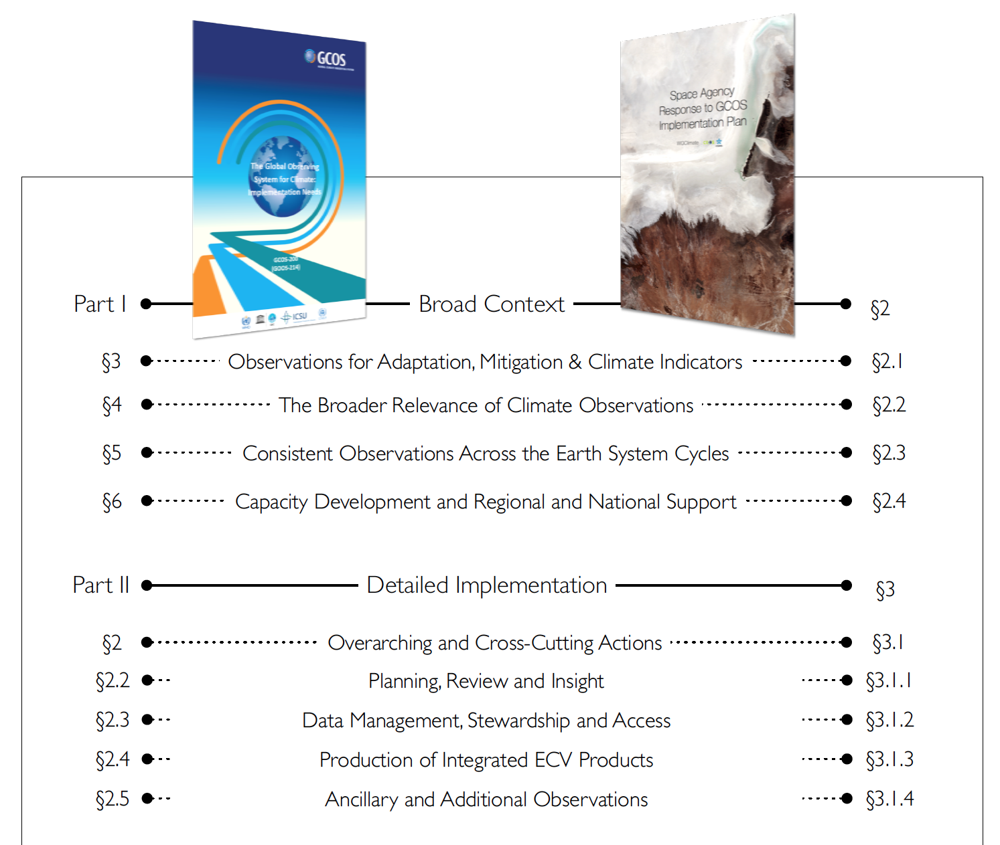 GCOS
The Global Observing
System for Climate:
Implementation Needs
GCOS-200
(GOOS-214)
ICSU
Space Agency
Response to GCOS
Implementation Plan
WGClimate
Part I Broad Context §2
§3 Observations for Adaptation, Mitigation & Climate Indicators §2.1
§4 The Broader Relevance of Climate Observations §2.2
§5 Consistent Observations Across the Earth System Cycles §2.3
§6 Capacity Development and Regional and National Support §2.4
Part II Detailed Implementation §3
§2 Overarching and Cross-Cutting Actions §3.1
§2.2 Planning, Review and Insight §3.1.1
§2.3 Data Management, Stewardship and Access §3.1.2
§2.4 Production of Integrated ECV Products §3.1.3
§2.5 Ancillary and Additional Observations §3.1.4